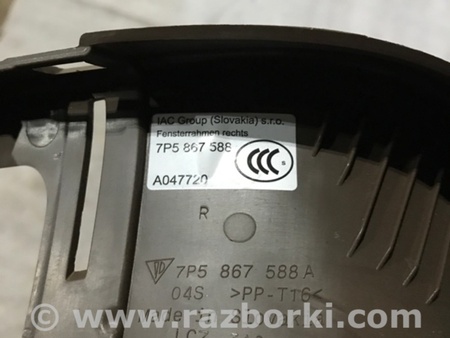 IAC Group (Slovakia) s.r.o.
Fensterrahmen rechts
7P5 867 588
CCC S
A047720
R
7P5 867 588 A
04S >PP-T16<
www.razborki.com